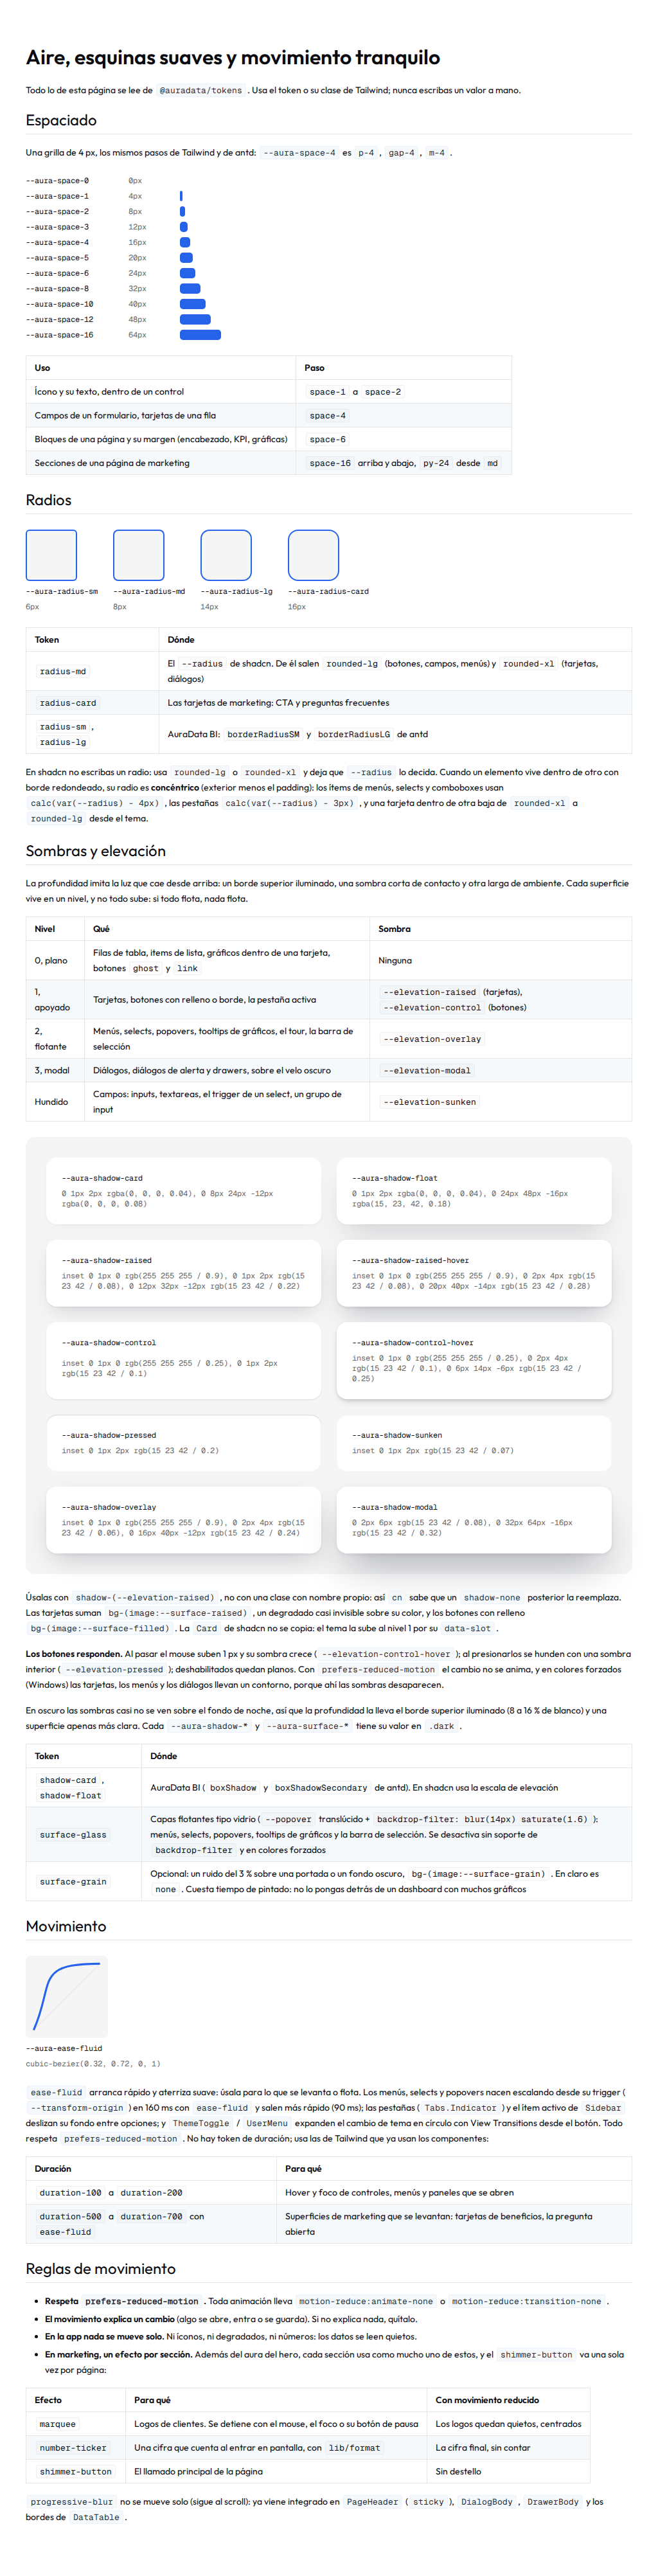 Aire, esquinas suaves y movimiento tranquilo
Todo lo de esta página se lee de @auradata/tokens . Usa el token o su clase de Tailwind; nunca escribas un valor a mano.
Espaciado
Una grilla de 4 px, los mismos pasos de Tailwind y de antd: --aura-space-4 es p-4 , gap-4 , m-4 .
--aura-space-0 0px
--aura-space-1 4px
--aura-space-2 8px
--aura-space-3 12px
--aura-space-4 16px
--aura-space-5 20px
--aura-space-6 24px
--aura-space-8 32px
--aura-space-10 40px
--aura-space-12 48px
--aura-space-16 64px
Uso Paso
Ícono y su texto, dentro de un control space-1 a space-2
Campos de un formulario, tarjetas de una fila space-4
Bloques de una página y su margen (encabezado, KPI, gráficas) space-6
Secciones de una página de marketing space-16 arriba y abajo, py-24 desde md
Radios
--aura-radius-sm --aura-radius-md --aura-radius-lg --aura-radius-card
6px 8px 14px 16px
Token Dónde
radius-md El --radius de shadcn. De él salen rounded-lg (botones, campos, menús) y rounded-xl (tarjetas,
diálogos)
radius-card Las tarjetas de marketing: CTA y preguntas frecuentes
radius-sm ,
radius-lg AuraData BI: borderRadiusSM y borderRadiusLG de antd
En shadcn no escribas un radio: usa rounded-lg o rounded-xl y deja que --radius lo decida. Cuando un elemento vive dentro de otro con
borde redondeado, su radio es concéntrico (exterior menos el padding): los ítems de menús, selects y comboboxes usan
calc(var(--radius) - 4px) , las pestañas calc(var(--radius) - 3px) , y una tarjeta dentro de otra baja de rounded-xl a
rounded-lg desde el tema.
Sombras y elevación
La profundidad imita la luz que cae desde arriba: un borde superior iluminado, una sombra corta de contacto y otra larga de ambiente. Cada superficie
vive en un nivel, y no todo sube: si todo flota, nada flota.
Nivel Qué Sombra
0, plano Filas de tabla, items de lista, gráficos dentro de una tarjeta,
botones ghost y link Ninguna
1,
apoyado Tarjetas, botones con relleno o borde, la pestaña activa --elevation-raised (tarjetas),
--elevation-control (botones)
2,
flotante Menús, selects, popovers, tooltips de gráficos, el tour, la barra de
selección --elevation-overlay
3, modal Diálogos, diálogos de alerta y drawers, sobre el velo oscuro --elevation-modal
Hundido Campos: inputs, textareas, el trigger de un select, un grupo de
input --elevation-sunken
--aura-shadow-card
0 1px 2px rgba(0, 0, 0, 0.04), 0 8px 24px -12px
rgba(0, 0, 0, 0.08)
--aura-shadow-float
0 1px 2px rgba(0, 0, 0, 0.04), 0 24px 48px -16px
rgba(15, 23, 42, 0.18)
--aura-shadow-raised
inset 0 1px 0 rgb(255 255 255 / 0.9), 0 1px 2px rgb(15
23 42 / 0.08), 0 12px 32px -12px rgb(15 23 42 / 0.22)
--aura-shadow-raised-hover
inset 0 1px 0 rgb(255 255 255 / 0.9), 0 2px 4px rgb(15
23 42 / 0.08), 0 20px 40px -14px rgb(15 23 42 / 0.28)
--aura-shadow-control
inset 0 1px 0 rgb(255 255 255 / 0.25), 0 1px 2px
rgb(15 23 42 / 0.1)
--aura-shadow-control-hover
inset 0 1px 0 rgb(255 255 255 / 0.25), 0 2px 4px
rgb(15 23 42 / 0.1), 0 6px 14px -6px rgb(15 23 42 /
0.25)
--aura-shadow-pressed
inset 0 1px 2px rgb(15 23 42 / 0.2)
--aura-shadow-sunken
inset 0 1px 2px rgb(15 23 42 / 0.07)
--aura-shadow-overlay
inset 0 1px 0 rgb(255 255 255 / 0.9), 0 2px 4px rgb(15
23 42 / 0.06), 0 16px 40px -12px rgb(15 23 42 / 0.24)
--aura-shadow-modal
0 2px 6px rgb(15 23 42 / 0.08), 0 32px 64px -16px
rgb(15 23 42 / 0.32)
Úsalas con shadow-(--elevation-raised) , no con una clase con nombre propio: así cn sabe que un shadow-none posterior la reemplaza.
Las tarjetas suman bg-(image:--surface-raised) , un degradado casi invisible sobre su color, y los botones con relleno
bg-(image:--surface-filled) . La Card de shadcn no se copia: el tema la sube al nivel 1 por su data-slot .
Los botones responden. Al pasar el mouse suben 1 px y su sombra crece ( --elevation-control-hover ); al presionarlos se hunden con una sombra
interior ( --elevation-pressed ); deshabilitados quedan planos. Con prefers-reduced-motion el cambio no se anima, y en colores forzados
(Windows) las tarjetas, los menús y los diálogos llevan un contorno, porque ahí las sombras desaparecen.
En oscuro las sombras casi no se ven sobre el fondo de noche, así que la profundidad la lleva el borde superior iluminado (8 a 16 % de blanco) y una
superficie apenas más clara. Cada --aura-shadow-* y --aura-surface-* tiene su valor en .dark .
Token Dónde
shadow-card ,
shadow-float AuraData BI ( boxShadow y boxShadowSecondary de antd). En shadcn usa la escala de elevación
surface-glass Capas flotantes tipo vidrio ( --popover translúcido + backdrop-filter: blur(14px) saturate(1.6) ):
menús, selects, popovers, tooltips de gráficos y la barra de selección. Se desactiva sin soporte de
backdrop-filter y en colores forzados
surface-grain Opcional: un ruido del 3 % sobre una portada o un fondo oscuro, bg-(image:--surface-grain) . En claro es
none . Cuesta tiempo de pintado: no lo pongas detrás de un dashboard con muchos gráficos
Movimiento
--aura-ease-fluid
cubic-bezier(0.32, 0.72, 0, 1)
ease-fluid arranca rápido y aterriza suave: úsala para lo que se levanta o flota. Los menús, selects y popovers nacen escalando desde su trigger (
--transform-origin ) en 160 ms con ease-fluid y salen más rápido (90 ms); las pestañas ( Tabs.Indicator ) y el ítem activo de Sidebar
deslizan su fondo entre opciones; y ThemeToggle / UserMenu expanden el cambio de tema en círculo con View Transitions desde el botón. Todo
respeta prefers-reduced-motion . No hay token de duración; usa las de Tailwind que ya usan los componentes:
Duración Para qué
duration-100 a duration-200 Hover y foco de controles, menús y paneles que se abren
duration-500 a duration-700 con
ease-fluid Superficies de marketing que se levantan: tarjetas de beneficios, la pregunta
abierta
Reglas de movimiento
• Respeta prefers-reduced-motion . Toda animación lleva motion-reduce:animate-none o motion-reduce:transition-none .
• El movimiento explica un cambio (algo se abre, entra o se guarda). Si no explica nada, quítalo.
• En la app nada se mueve solo. Ni íconos, ni degradados, ni números: los datos se leen quietos.
• En marketing, un efecto por sección. Además del aura del hero, cada sección usa como mucho uno de estos, y el shimmer-button va una sola
vez por página:
Efecto Para qué Con movimiento reducido
marquee Logos de clientes. Se detiene con el mouse, el foco o su botón de pausa Los logos quedan quietos, centrados
number-ticker Una cifra que cuenta al entrar en pantalla, con lib/format La cifra final, sin contar
shimmer-button El llamado principal de la página Sin destello
progressive-blur no se mueve solo (sigue al scroll): ya viene integrado en PageHeader ( sticky ), DialogBody , DrawerBody y los
bordes de DataTable .